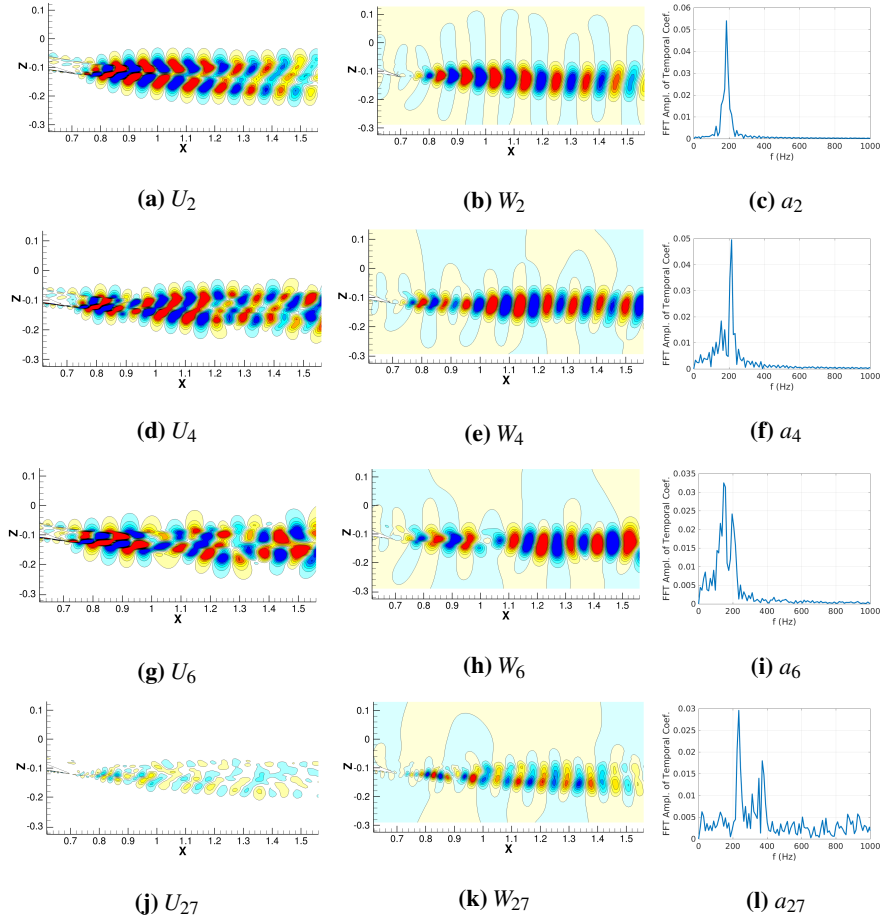 0.1
0
-0.1
-0.2
-0.3
Z
0.7 0.8 0.9 1 1.1 1.2 1.3 1.4 1.5
X
(a) U2
0.1
0
-0.1
-0.2
-0.3
Z
0.7 0.8 0.9 1 1.1 1.2 1.3 1.4 1.5
X
(b) W2
FFT Ampl. of Temporal Coef.
0.06
0.05
0.04
0.03
0.02
0.01
0
0 200 400 600 800 1000
f (Hz)
(c) a2
0.1
0
-0.1
-0.2
-0.3
Z
0.7 0.8 0.9 1 1.1 1.2 1.3 1.4 1.5
X
(d) U4
0.1
0
-0.1
-0.2
-0.3
Z
0.7 0.8 0.9 1 1.1 1.2 1.3 1.4 1.5
X
(e) W4
FFT Ampl. of Temporal Coef.
0.05
0.04
0.03
0.02
0.01
0
0 200 400 600 800 1000
f (Hz)
(f) a4
0.1
0
-0.1
-0.2
-0.3
Z
0.7 0.8 0.9 1 1.1 1.2 1.3 1.4 1.5
X
(g) U6
0.1
0
-0.1
-0.2
-0.3
Z
0.7 0.8 0.9 1 1.1 1.2 1.3 1.4 1.5
X
(h) W6
FFT Ampl. of Temporal Coef.
0.035
0.03
0.025
0.02
0.015
0.01
0.005
0
0 200 400 600 800 1000
f (Hz)
(i) a6
0.1
0
-0.1
-0.2
-0.3
Z
0.7 0.8 0.9 1 1.1 1.2 1.3 1.4 1.5
X
(j) U27
0.1
0
-0.1
-0.2
-0.3
Z
0.7 0.8 0.9 1 1.1 1.2 1.3 1.4 1.5
X
(k) W27
FFT Ampl. of Temporal Coef.
0.03
0.025
0.02
0.015
0.01
0.005
0
0 200 400 600 800 1000
f (Hz)
(l) a27